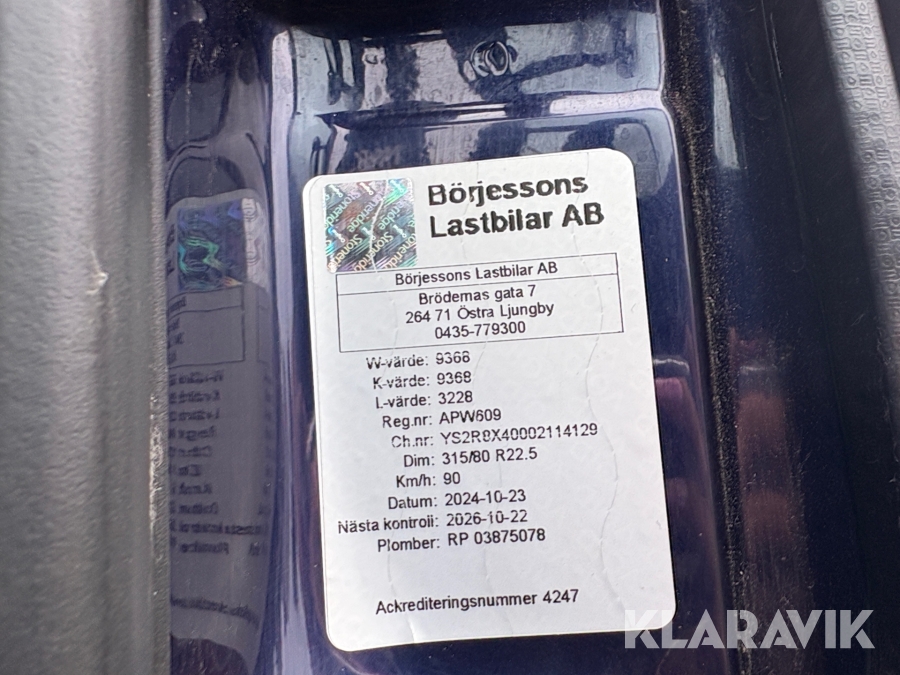 Börjessons
Lastbilar AB
Stoneridge
Börjessons Lastbilar AB
Brödernas gata 7
264 71 Östra Ljungby
0435-779300
W-värde: 9368
K-värde: 9368
L-värde: 3228
Reg.nr: APW609
Ch.nr: YS2R8X40002114129
Dim: 315/80 R22.5
Km/h: 90
Datum: 2024-10-23
Nästa kontroll: 2026-10-22
Plomber: RP 03875078
Ackrediteringsnummer 4247
KLARAVIK